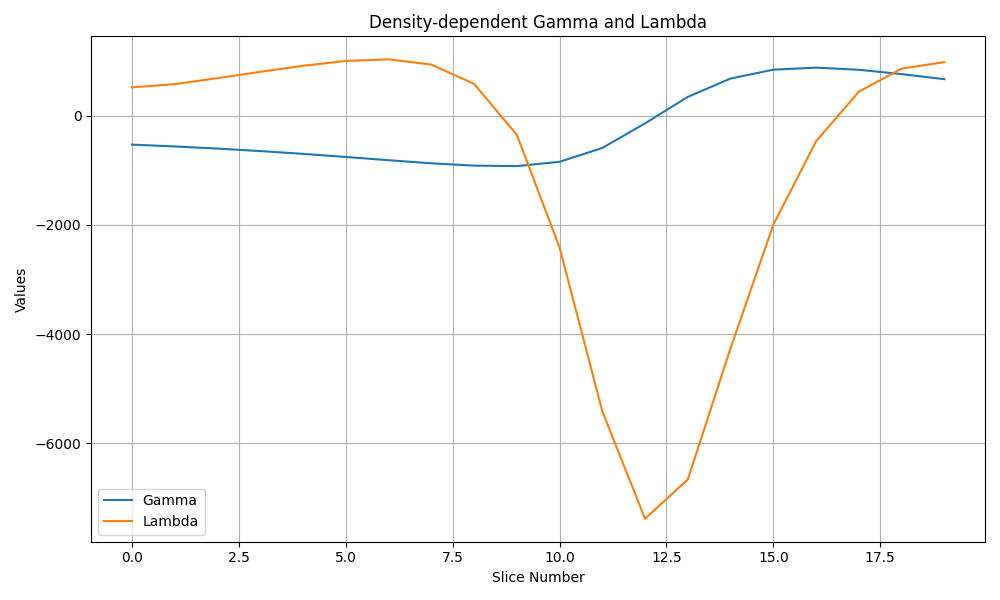 Density-dependent Gamma and Lambda
Values
0
−2000
−4000
−6000
Gamma
Lambda
0.0 2.5 5.0 7.5 10.0 12.5 15.0 17.5
Slice Number